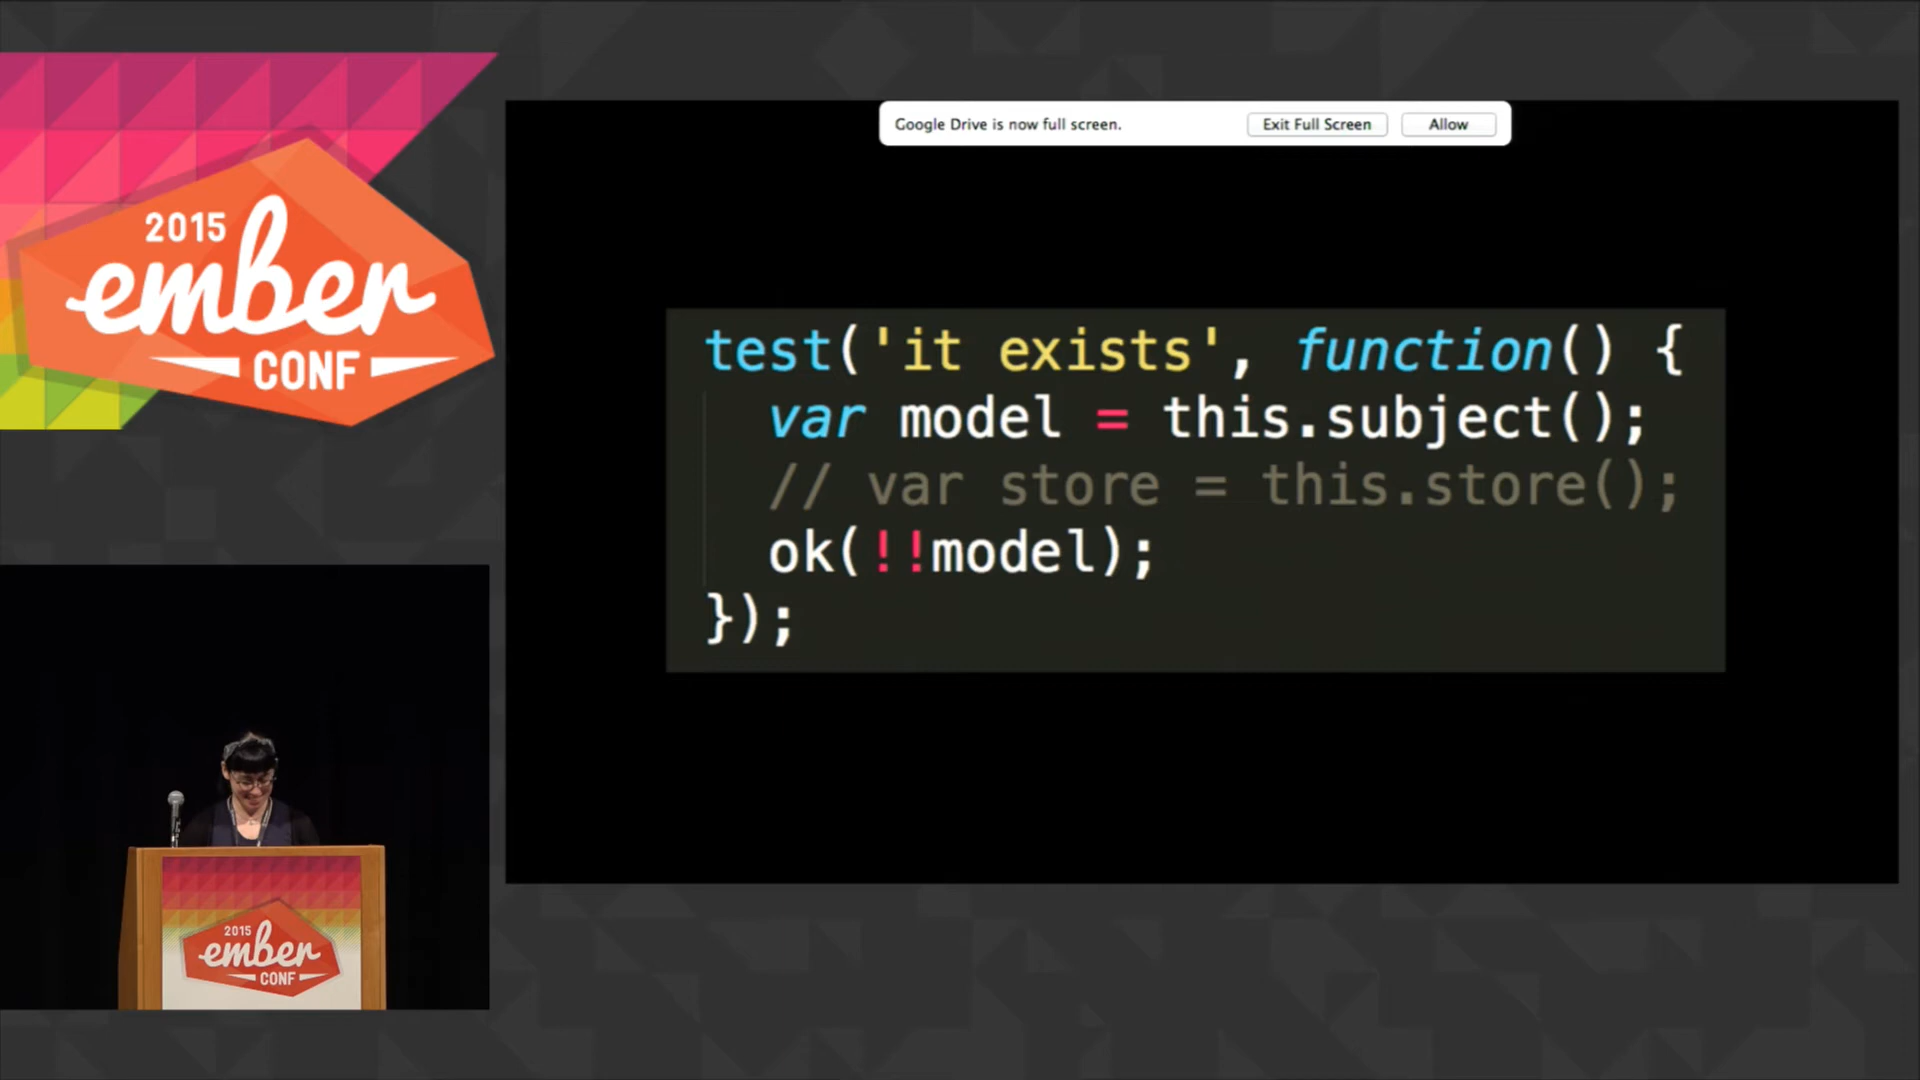 2015
ember
CONF
Google Drive is now full screen.
Exit Full Screen
Allow
test('it exists', function() {
var model = this.subject();
// var store = this.store();
ok(!!model);
});
2015
ember
CONF